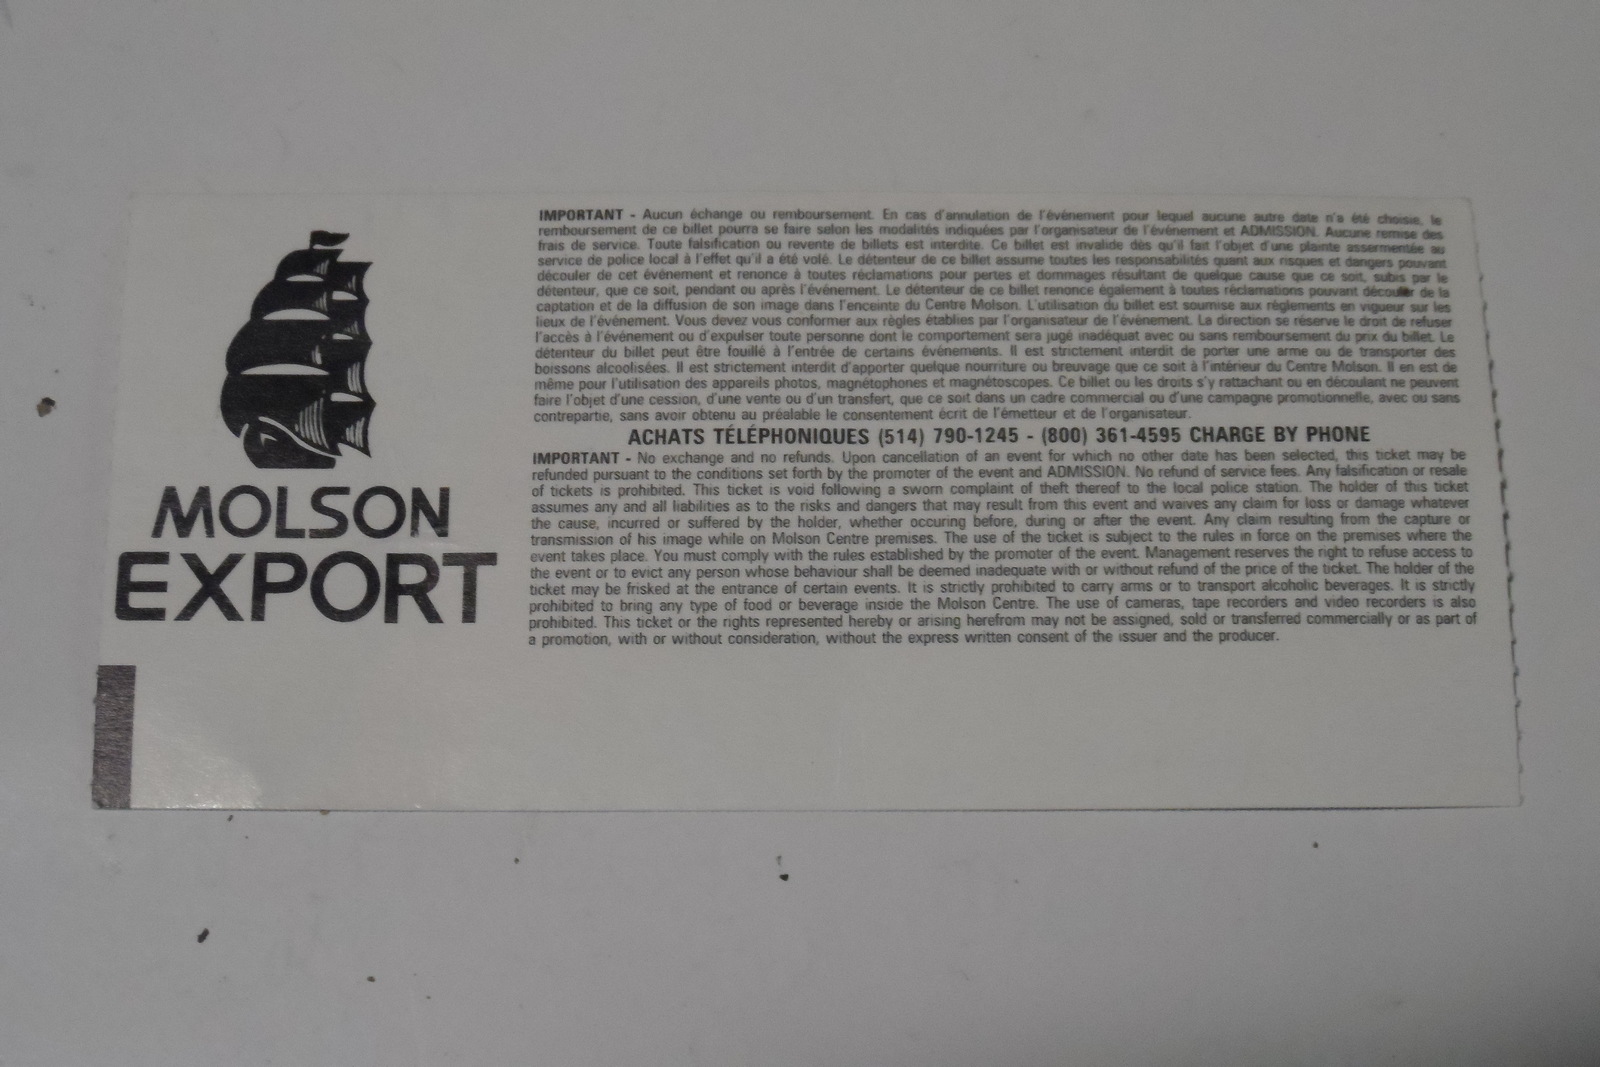 MOLSON
EXPORT
IMPORTANT - Aucun échange ou remboursement. En cas d'annulation de l'événement pour lequel aucune autre date n'a été choisie, le
remboursement de ce billet pourra se faire selon les modalités indiquées par l'organisateur de l'événement et ADMISSION. Aucune remise des
frais de service. Toute falsification ou revente de billets est interdite. Ce billet est invalide dès qu'il fait l'objet d'une plainte assermentée au
service de police local à l'effet qu'il a été volé. Le détenteur de ce billet assume toutes les responsabilités quant aux risques et dangers pouvant
découler de cet événement et renonce à toutes réclamations pour pertes et dommages résultant de quelque cause que ce soit, subis par le
détenteur, que ce soit, pendant ou après l'événement. Le détenteur de ce billet renonce également à toutes réclamations pouvant découler de la
captation et de la diffusion de son image dans l'enceinte du Centre Molson. L'utilisation du billet est soumise aux règlements en vigueur sur les
lieux de l'événement. Vous devez vous conformer aux règles établies par l'organisateur de l'événement. La direction se réserve le droit de refuser
l'accès à l'événement ou d'expulser toute personne dont le comportement sera jugé inadéquat avec ou sans remboursement du prix du billet. Le
détenteur du billet peut être fouillé à l'entrée de certains événements. Il est strictement interdit de porter une arme ou de transporter des
boissons alcoolisées. Il est strictement interdit d'apporter quelque nourriture ou breuvage que ce soit à l'intérieur du Centre Molson. Il en est de
même pour l'utilisation des appareils photos, magnétophones et magnétoscopes. Ce billet ou les droits s'y rattachant ou en découlant ne peuvent
faire l'objet d'une cession, d'une vente ou d'un transfert, que ce soit dans un cadre commercial ou d'une campagne promotionnelle, avec ou sans
contrepartie, sans avoir obtenu au préalable le consentement écrit de l'émetteur et de l'organisateur.
ACHATS TÉLÉPHONIQUES (514) 790-1245 - (800) 361-4595 CHARGE BY PHONE
IMPORTANT - No exchange and no refunds. Upon cancellation of an event for which no other date has been selected, this ticket may be
refunded pursuant to the conditions set forth by the promoter of the event and ADMISSION. No refund of service fees. Any falsification or resale
of tickets is prohibited. This ticket is void following a sworn complaint of theft thereof to the local police station. The holder of this ticket
assumes any and all liabilities as to the risks and dangers that may result from this event and waives any claim for loss or damage whatever
the cause, incurred or suffered by the holder, whether occuring before, during or after the event. Any claim resulting from the capture or
transmission of his image while on Molson Centre premises. The use of the ticket is subject to the rules in force on the premises where the
event takes place. You must comply with the rules established by the promoter of the event. Management reserves the right to refuse access to
the event or to evict any person whose behaviour shall be deemed inadequate with or without refund of the price of the ticket. The holder of the
ticket may be frisked at the entrance of certain events. It is strictly prohibited to carry arms or to transport alcoholic beverages. It is strictly
prohibited to bring any type of food or beverage inside the Molson Centre. The use of cameras, tape recorders and video recorders is also
prohibited. This ticket or the rights represented hereby or arising herefrom may not be assigned, sold or transferred commercially or as part of
a promotion, with or without consideration, without the express written consent of the issuer and the producer.